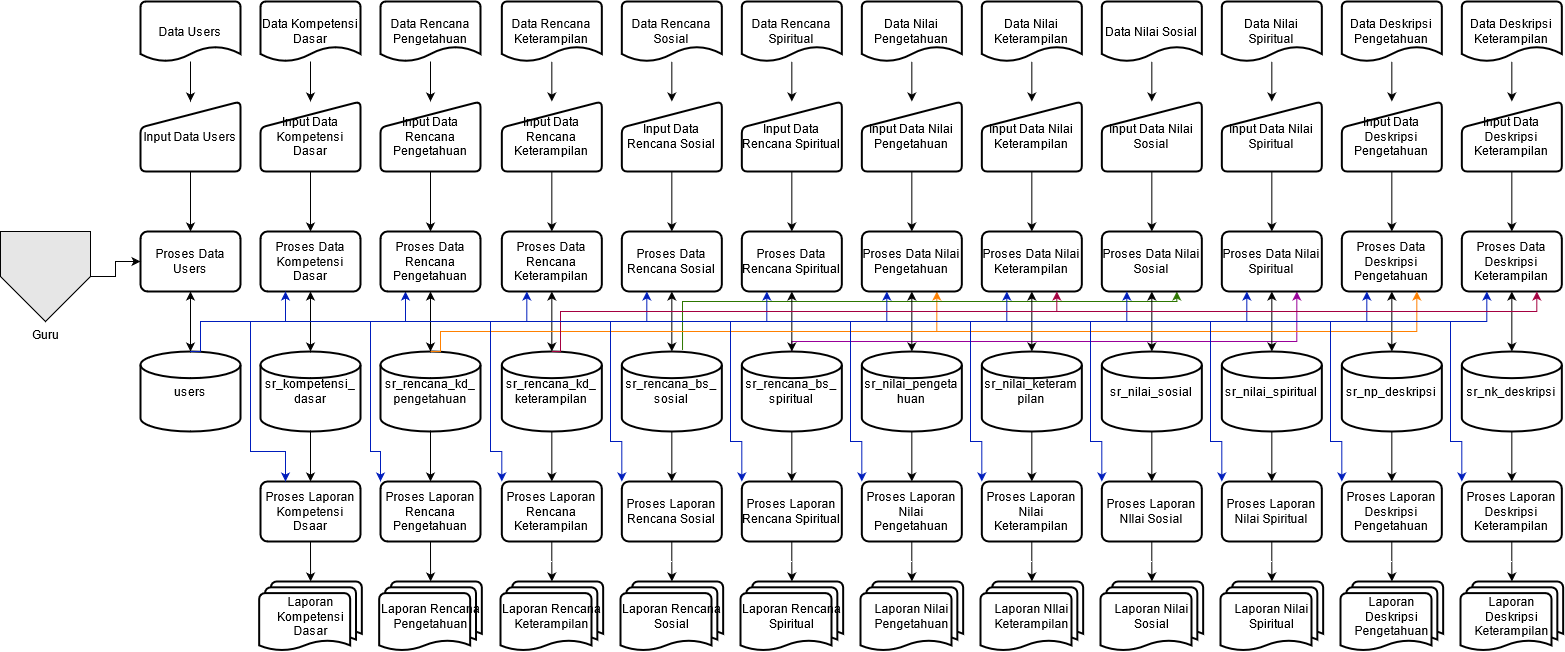 Data Users
Data Kompetensi
Dasar
Data Rencana
Pengetahuan
Data Rencana
Keterampilan
Data Rencana
Sosial
Data Rencana
Spiritual
Data Nilai
Pengetahuan
Data Nilai
Keterampilan
Data Nilai Sosial
Data Nilai
Spiritual
Data Deskripsi
Pengetahuan
Data Deskripsi
Keterampilan
Input Data Users
Input Data
Kompetensi
Dasar
Input Data
Rencana
Pengetahuan
Input Data
Rencana
Keterampilan
Input Data
Rencana Sosial
Input Data
Rencana Spiritual
Input Data Nilai
Pengetahuan
Input Data Nilai
Keterampilan
Input Data Nilai
Sosial
Input Data Nilai
Spiritual
Input Data
Deskripsi
Pengetahuan
Input Data
Deskripsi
Keterampilan
Proses Data
Users
Proses Data
Kompetensi
Dasar
Proses Data
Rencana
Pengetahuan
Proses Data
Rencana
Keterampilan
Proses Data
Rencana Sosial
Proses Data
Rencana Spiritual
Proses Data Nilai
Pengetahuan
Proses Data Nilai
Keterampilan
Proses Data Nilai
Sosial
Proses Data Nilai
Spiritual
Proses Data
Deskripsi
Pengetahuan
Proses Data
Deskripsi
Keterampilan
Guru
users
sr_kompetensi_
dasar
sr_rencana_kd_
pengetahuan
sr_rencana_kd_
keterampilan
sr_rencana_bs_
sosial
sr_rencana_bs_
spiritual
sr_nilai_pengeta
huan
sr_nilai_keteram
pilan
sr_nilai_sosial
sr_nilai_spiritual
sr_np_deskripsi
sr_nk_deskripsi
Proses Laporan
Kompetensi
Dsaar
Proses Laporan
Rencana
Pengetahuan
Proses Laporan
Rencana
Keterampilan
Proses Laporan
Rencana Sosial
Proses Laporan
Rencana Spiritual
Proses Laporan
Nilai
Pengetahuan
Proses Laporan
Nilai
Keterampilan
Proses Laporan
NIlai Sosial
Proses Laporan
Nilai Spiritual
Proses Laporan
Deskripsi
Pengetahuan
Proses Laporan
Deskripsi
Keterampilan
Laporan
Kompetensi
Dasar
Laporan Rencana
Pengetahuan
Laporan Rencana
Keterampilan
Laporan Rencana
Sosial
Laporan Rencana
Spiritual
Laporan Nilai
Pengetahuan
Laporan NIlai
Keterampilan
Laporan Nilai
Sosial
Laporan Nilai
Spiritual
Laporan
Deskripsi
Pengetahuan
Laporan
Deskripsi
Keterampilan